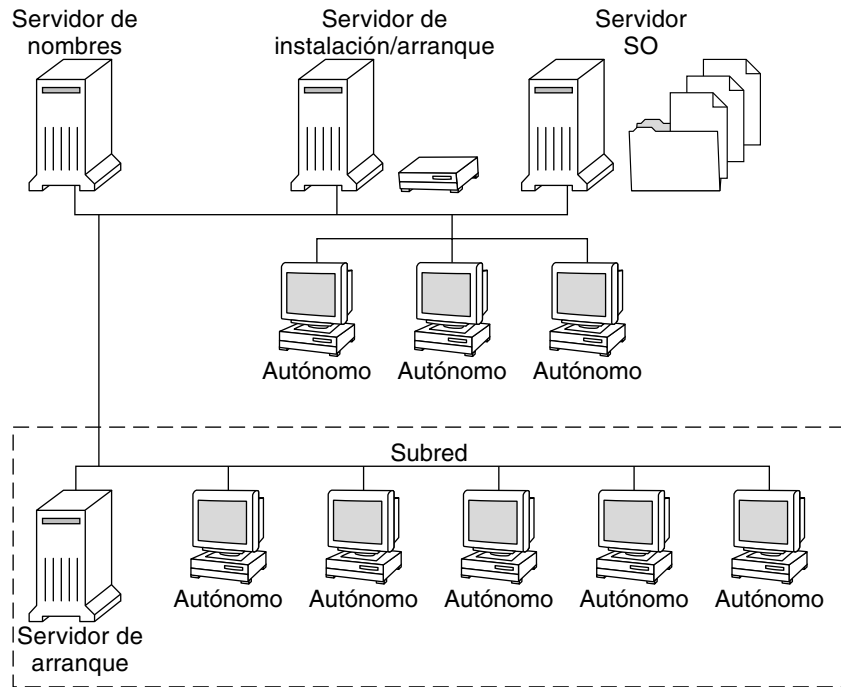 Servidor de
nombres
Servidor de
instalación/arranque
Servidor
SO
Autónomo
Autónomo
Autónomo
Subred
Autónomo
Autónomo
Autónomo
Autónomo
Autónomo
Servidor de
arranque